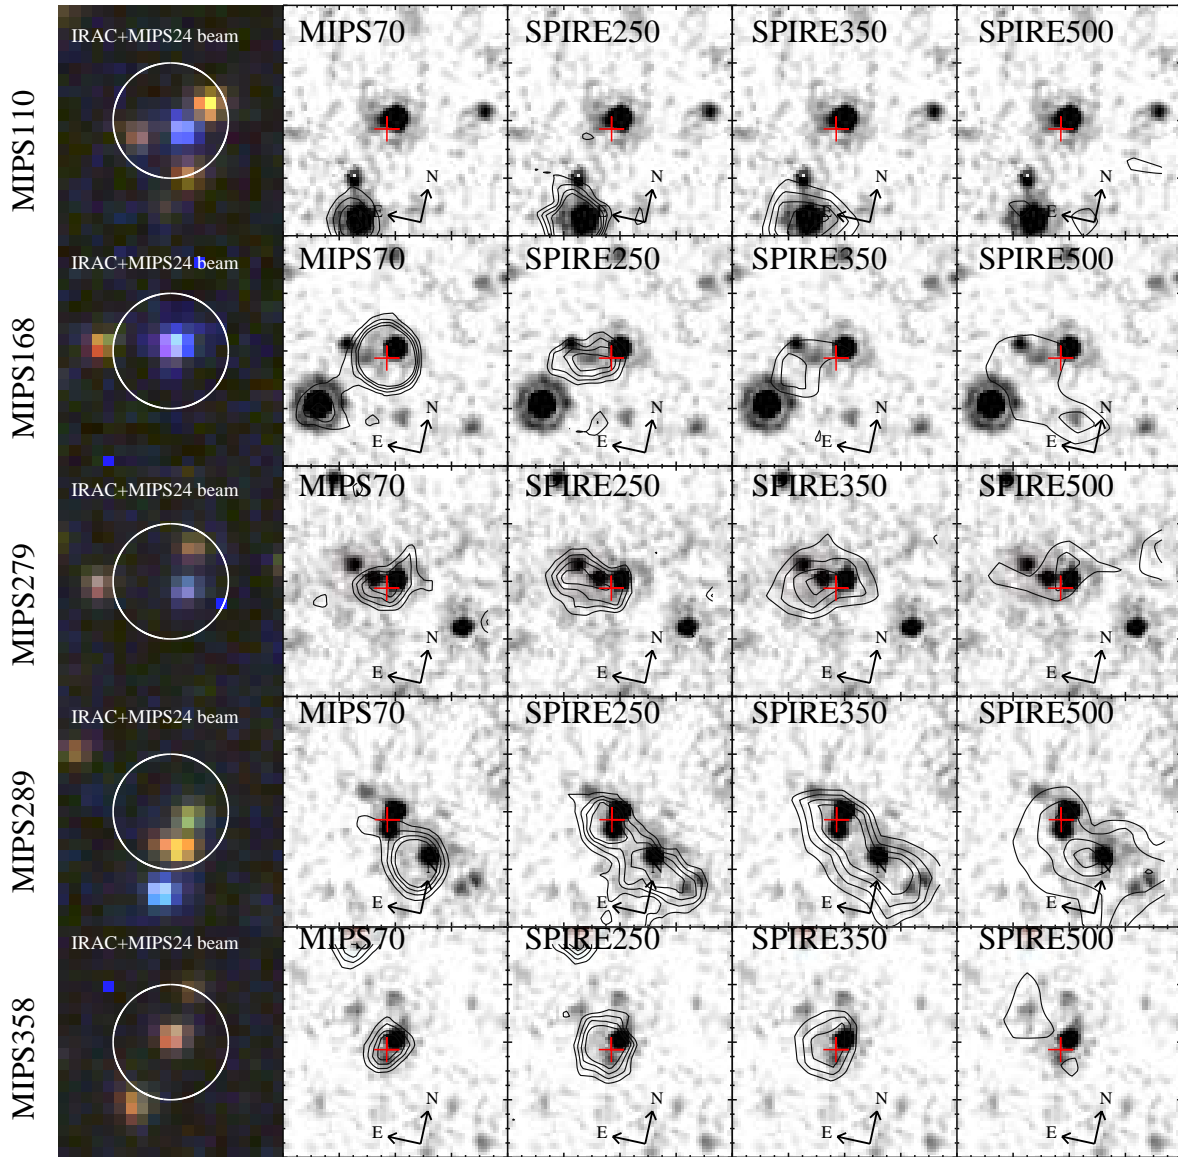 MIPS110
IRAC+MIPS24 beam
MIPS70
SPIRE250
SPIRE350
SPIRE500
N
E
N
E
N
E
N
E
MIPS168
IRAC+MIPS24 beam
MIPS70
SPIRE250
SPIRE350
SPIRE500
N
E
N
E
N
E
N
E
MIPS279
IRAC+MIPS24 beam
MIPS70
SPIRE250
SPIRE350
SPIRE500
N
E
N
E
N
E
N
E
MIPS289
IRAC+MIPS24 beam
MIPS70
SPIRE250
SPIRE350
SPIRE500
N
E
N
E
N
E
N
E
MIPS358
IRAC+MIPS24 beam
MIPS70
SPIRE250
SPIRE350
SPIRE500
N
E
N
E
N
E
N
E